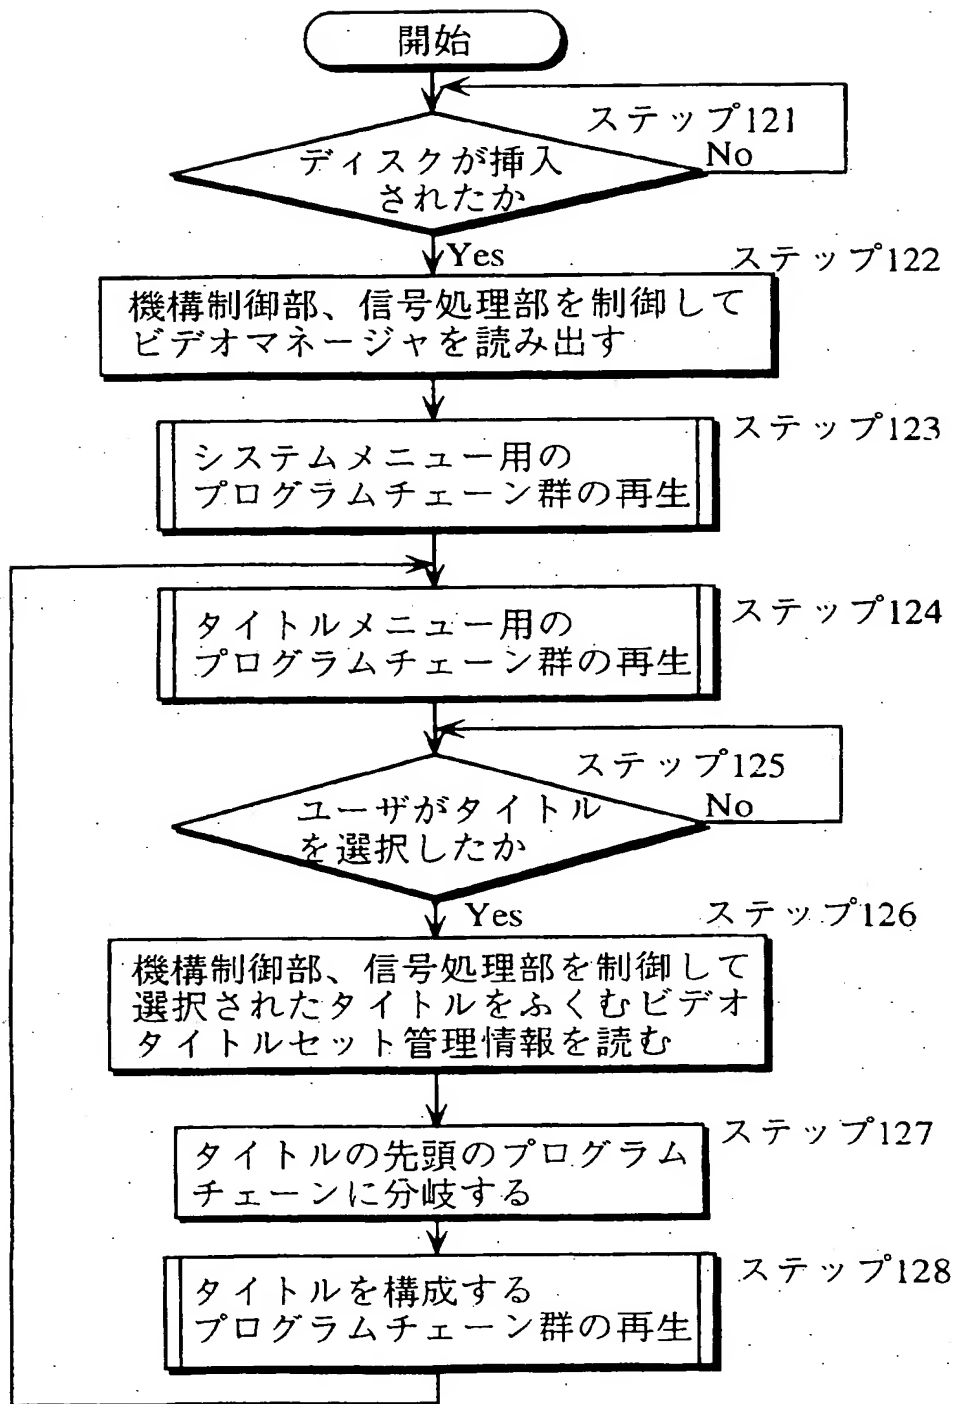 開始
ステップ121
No
ディスクが挿入
されたか
Yes
ステップ122
機構制御部、信号処理部を制御して
ビデオマネージャを読み出す
ステップ123
システムメニュー用の
プログラムチェーン群の再生
ステップ124
タイトルメニュー用の
プログラムチェーン群の再生
ステップ125
No
ユーザがタイトル
を選択したか
Yes
ステップ126
機構制御部、信号処理部を制御して
選択されたタイトルをふくむビデオ
タイトルセット管理情報を読む
ステップ127
タイトルの先頭のプログラム
チェーンに分岐する
ステップ128
タイトルを構成する
プログラムチェーン群の再生